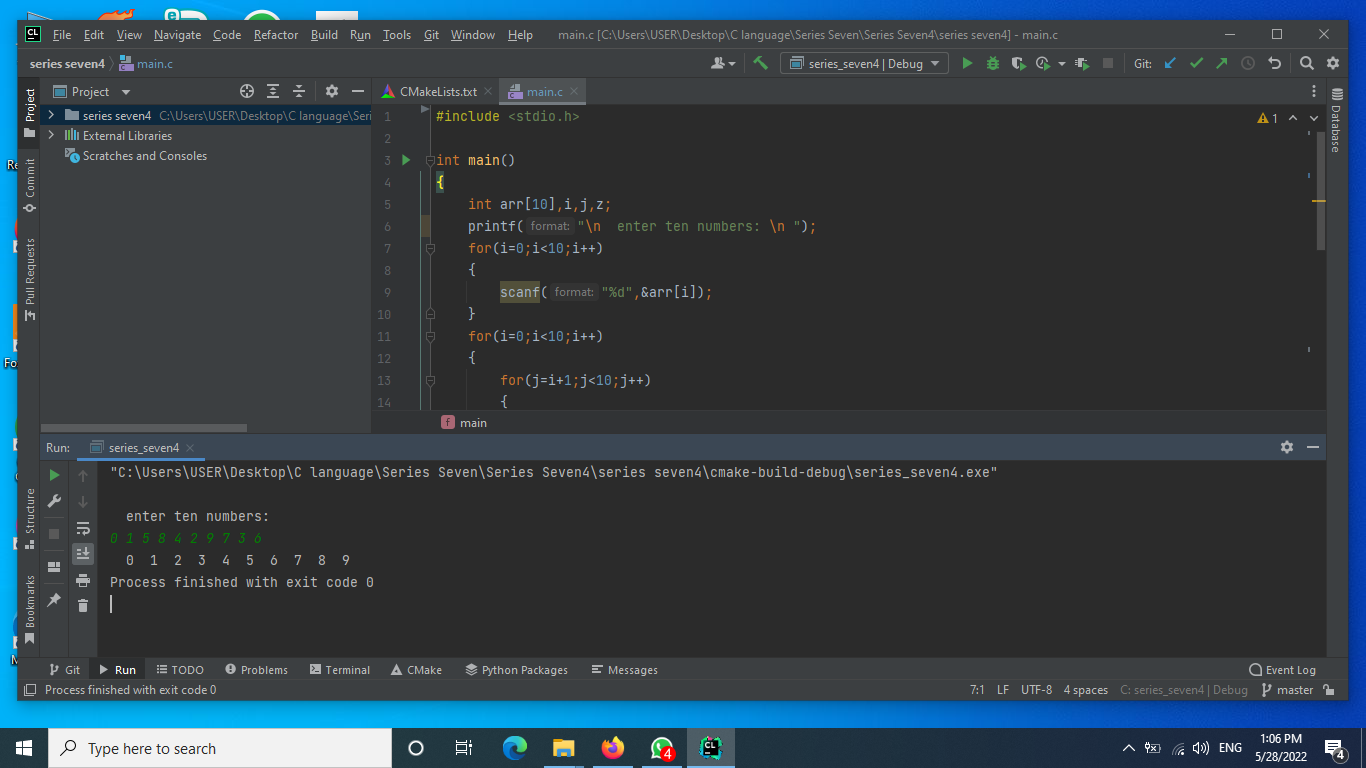 CL File Edit View Navigate Code Refactor Build Run Tools Git Window Help main.c [C:\Users\USER\Desktop\C language\Series Seven\Series Seven4\series seven4] - main.c
series seven4 main.c series_seven4 | Debug Git:
Project CMakeLists.txt main.c
series seven4 C:\Users\USER\Desktop\C language\Seri
External Libraries
Scratches and Consoles
Project
Commit
Pull Requests
Structure
Bookmarks
Database
1
1 #include <stdio.h>
2
3 int main()
4 {
5 int arr[10],i,j,z;
6 printf( format: "\n  enter ten numbers: \n ");
7 for(i=0;i<10;i++)
8 {
9 scanf( format: "%d",&arr[i]);
10 }
11 for(i=0;i<10;i++)
12 {
13 for(j=i+1;j<10;j++)
14 {
f main
Run: series_seven4
"C:\Users\USER\Desktop\C language\Series Seven\Series Seven4\series seven4\cmake-build-debug\series_seven4.exe"
enter ten numbers:
0 1 5 8 4 2 9 7 3 6
0 1 2 3 4 5 6 7 8 9
Process finished with exit code 0
Git Run TODO Problems Terminal CMake Python Packages Messages Event Log
Process finished with exit code 0 7:1 LF UTF-8 4 spaces C: series_seven4 | Debug master
Type here to search 4 CL ENG 1:06 PM
5/28/2022 4